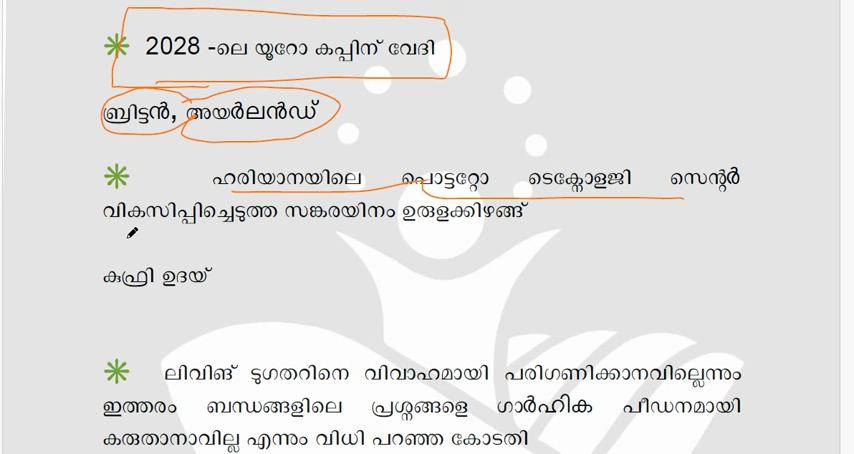 2028 -ലെ യൂറോ കപ്പിന് വേദി
ബ്രിട്ടൻ, അയർലൻഡ്
ഹരിയാനയിലെ പൊട്ടറ്റോ ടെക്നോളജി സെന്റർ
വികസിപ്പിച്ചെടുത്ത സങ്കരയിനം ഉരുളക്കിഴങ്ങ്
കുഫ്രി ഉദയ്
ലിവിങ് ടുഗതറിനെ വിവാഹമായി പരിഗണിക്കാനവില്ലെന്നും
ഇത്തരം ബന്ധങ്ങളിലെ പ്രശ്നങ്ങളെ ഗാർഹിക പീഡനമായി
കരുതാനാവില്ല എന്നും വിധി പറഞ്ഞ കോടതി